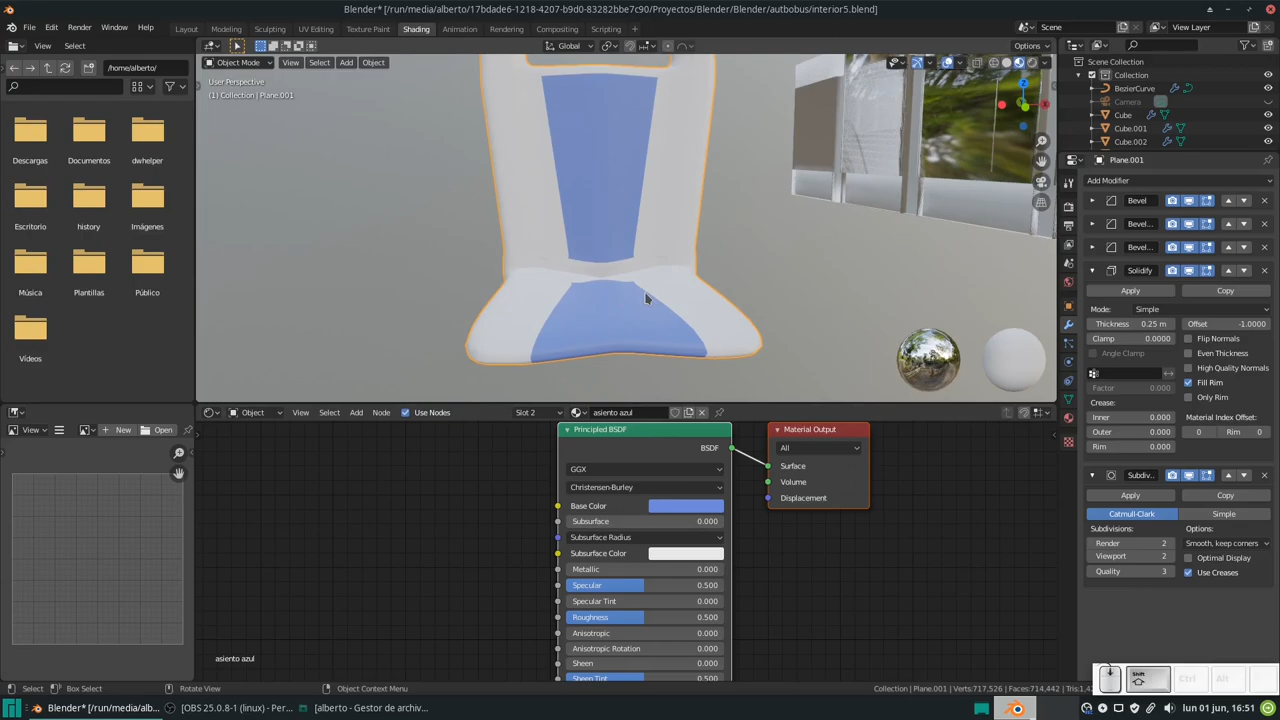 Blender* [/run/media/alberto/17bdade6-1218-4207-b9d0-83282bbe7c90/Proyectos/Blender/Blender/autbobus/interior5.blend]
File Edit Render Window Help Layout Modeling Sculpting UV Editing Texture Paint Shading Animation Rendering Compositing Scripting Scene View Layer
View Select Object Mode View Select Add Object Global Options
/home/alberto/
User Perspective
(1) Collection | Plane.001
Descargas Documentos dwhelper
Escritorio history Imágenes
Música Plantillas Público
Vídeos
Scene Collection
Collection
BezierCurve
Camera
Cube
Cube.001
Cube.002
Plane.001
Add Modifier
Bevel
Bevel..
Bevel..
Solidify
Apply Copy
Mode: Simple
Thickness 0.25 m Offset -1.0000
Clamp 0.0000 Flip Normals
Angle Clamp Even Thickness
High Quality Normals
Factor 0.000 Fill Rim
Crease: Only Rim
Inner 0.000 Material Index Offset:
Outer 0.000 0 Rim 0
Rim 0.000
Subdiv..
Apply Copy
Catmull-Clark Simple
Subdivisions: Options:
Render 2 Smooth, keep corners
Viewport 2 Optimal Display
Quality 3 Use Creases
View New Open
Object View Select Add Node Use Nodes Slot 2 asiento azul
Principled BSDF
BSDF
GGX
Christensen-Burley
Base Color
Subsurface 0.000
Subsurface Radius
Subsurface Color
Metallic 0.000
Specular 0.500
Specular Tint 0.000
Roughness 0.500
Anisotropic 0.000
Anisotropic Rotation 0.000
Sheen 0.000
Sheen Tint 0.500
Material Output
All
Surface
Volume
Displacement
asiento azul
Shift Ctrl Alt
Select Box Select Rotate View Object Context Menu
Collection | Plane.001 | Verts:717,526 | Faces:714,442 | Tris:1,4
Blender* [/run/media/alb... [OBS 25.0.8-1 (linux) - Per... [alberto - Gestor de archiv... lun 01 jun, 16:51